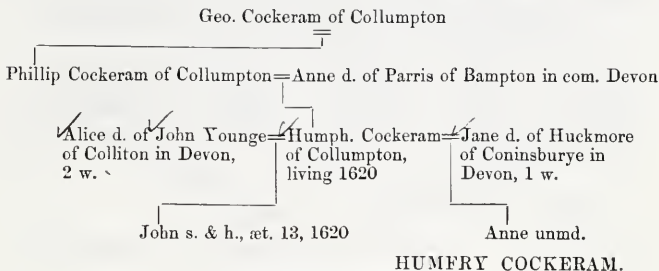 Geo. Cockeram of Collumpton
Phillip Cockeram of Collumpton=Anne d. of Parris of Bampton in com. Devon
Alice d. of John Younge=Humph. Cockeram=Jane d. of Huckmore
of Colliton in Devon, of Collumpton, of Coninsburye in
2 w. living 1620 Devon, 1 w.
John s. & h., æt. 13, 1620 Anne unmd.
HUMFRY COCKERAM.